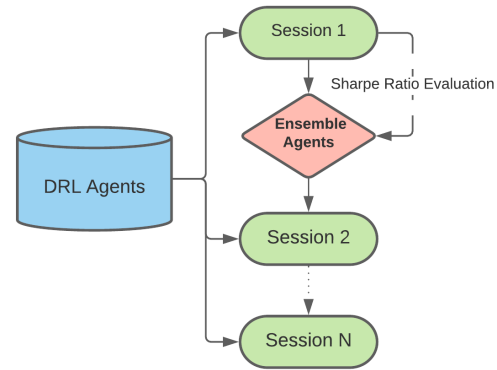 Session 1
Sharpe Ratio Evaluation
Ensemble
Agents
DRL Agents
Session 2
Session N